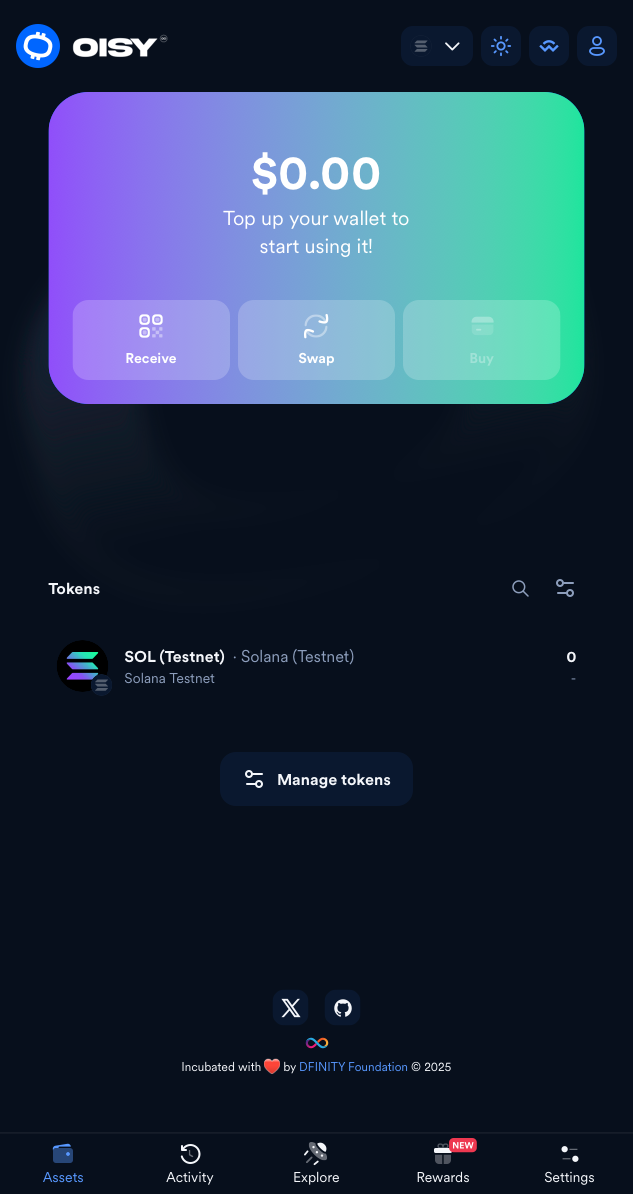 OISY
$0.00
Top up your wallet to
start using it!
Receive Swap Buy
Tokens
SOL (Testnet) · Solana (Testnet) 0
Solana Testnet -
Manage tokens
Incubated with ❤️ by DFINITY Foundation © 2025
NEW
Assets Activity Explore Rewards Settings